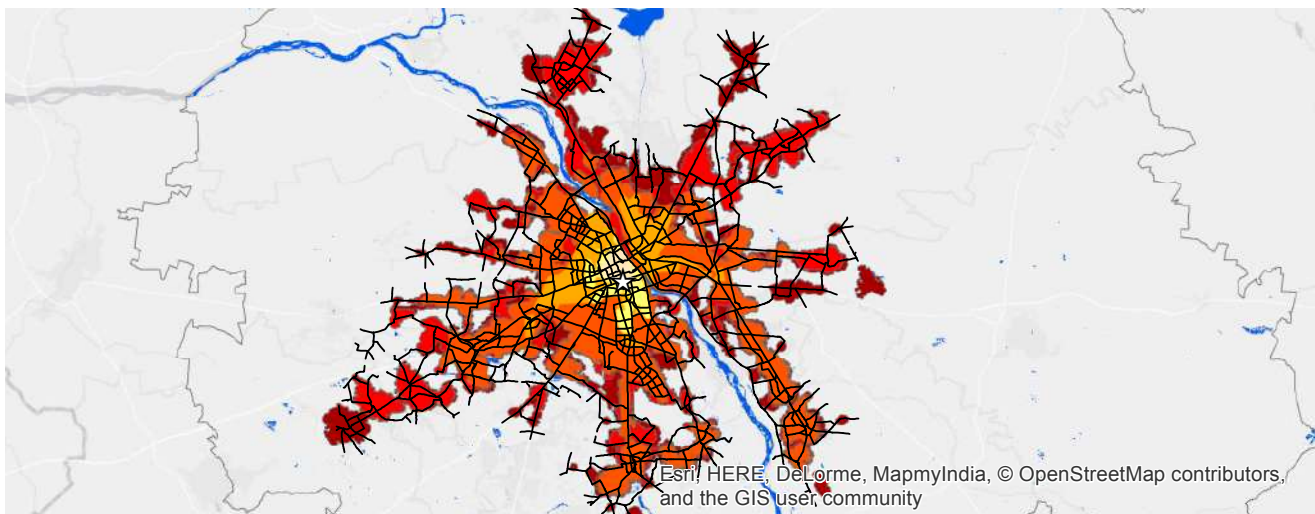 Esri, HERE, DeLorme, MapmyIndia, © OpenStreetMap contributors,
and the GIS user community